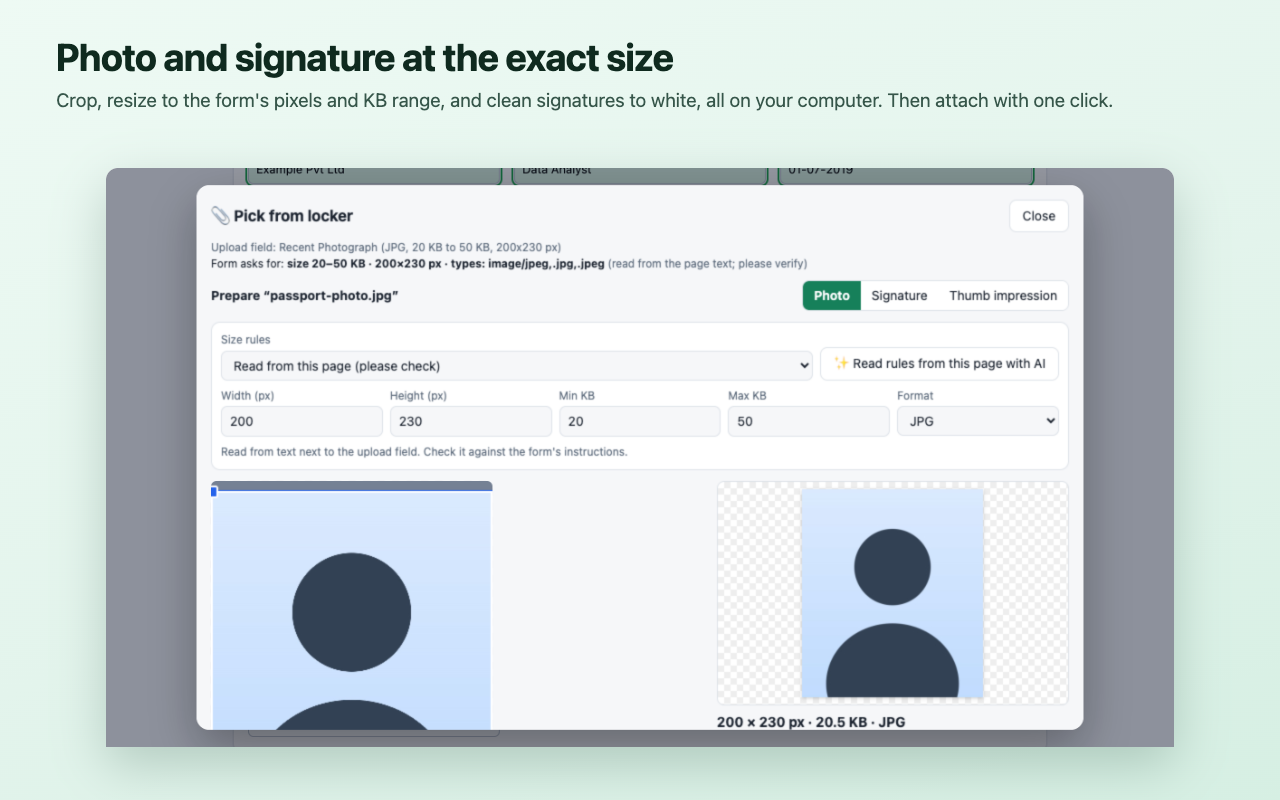 Photo and signature at the exact size
Crop, resize to the form's pixels and KB range, and clean signatures to white, all on your computer. Then attach with one click.
Example Pvt Ltd
Data Analyst
01-07-2019
📎 Pick from locker
Close
Upload field: Recent Photograph (JPG, 20 KB to 50 KB, 200x230 px)
Form asks for: size 20–50 KB · 200×230 px · types: image/jpeg,.jpg,.jpeg (read from the page text; please verify)
Prepare “passport-photo.jpg”
Photo
Signature
Thumb impression
Size rules
Read from this page (please check)
✨ Read rules from this page with AI
Width (px)
Height (px)
Min KB
Max KB
Format
200
230
20
50
JPG
Read from text next to the upload field. Check it against the form's instructions.
200 × 230 px · 20.5 KB · JPG